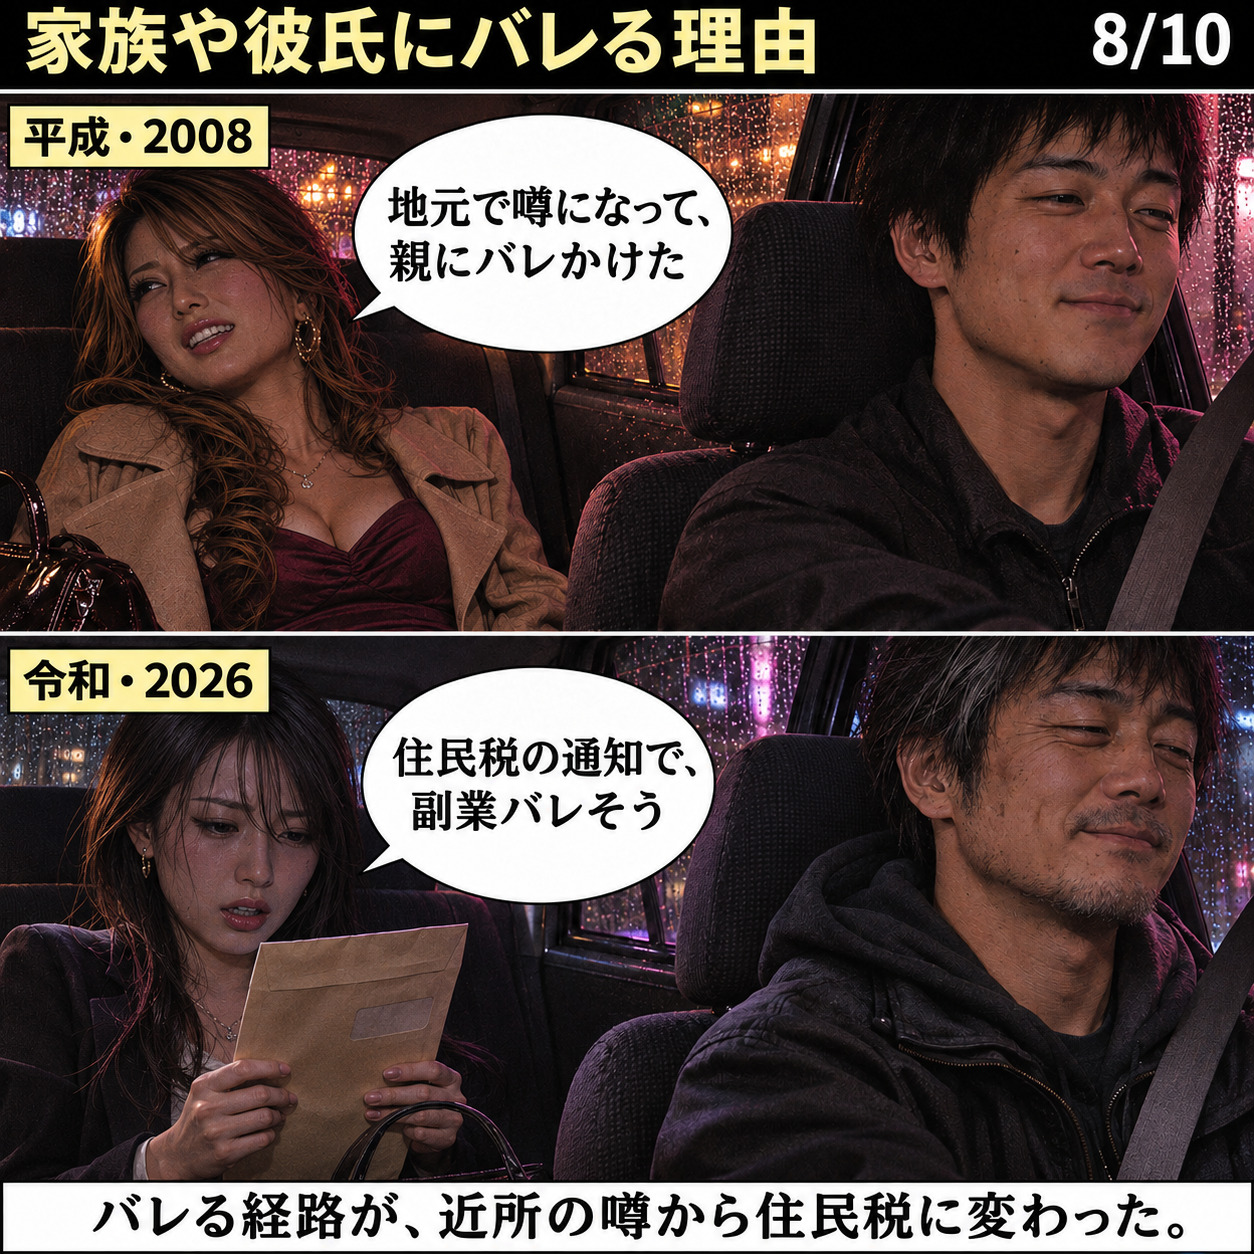 家族や彼氏にバレる理由
8/10
平成・2008
地元で噂になって、
親にバレかけた
令和・2026
住民税の通知で、
副業バレそう
バレる経路が、近所の噂から住民税に変わった。